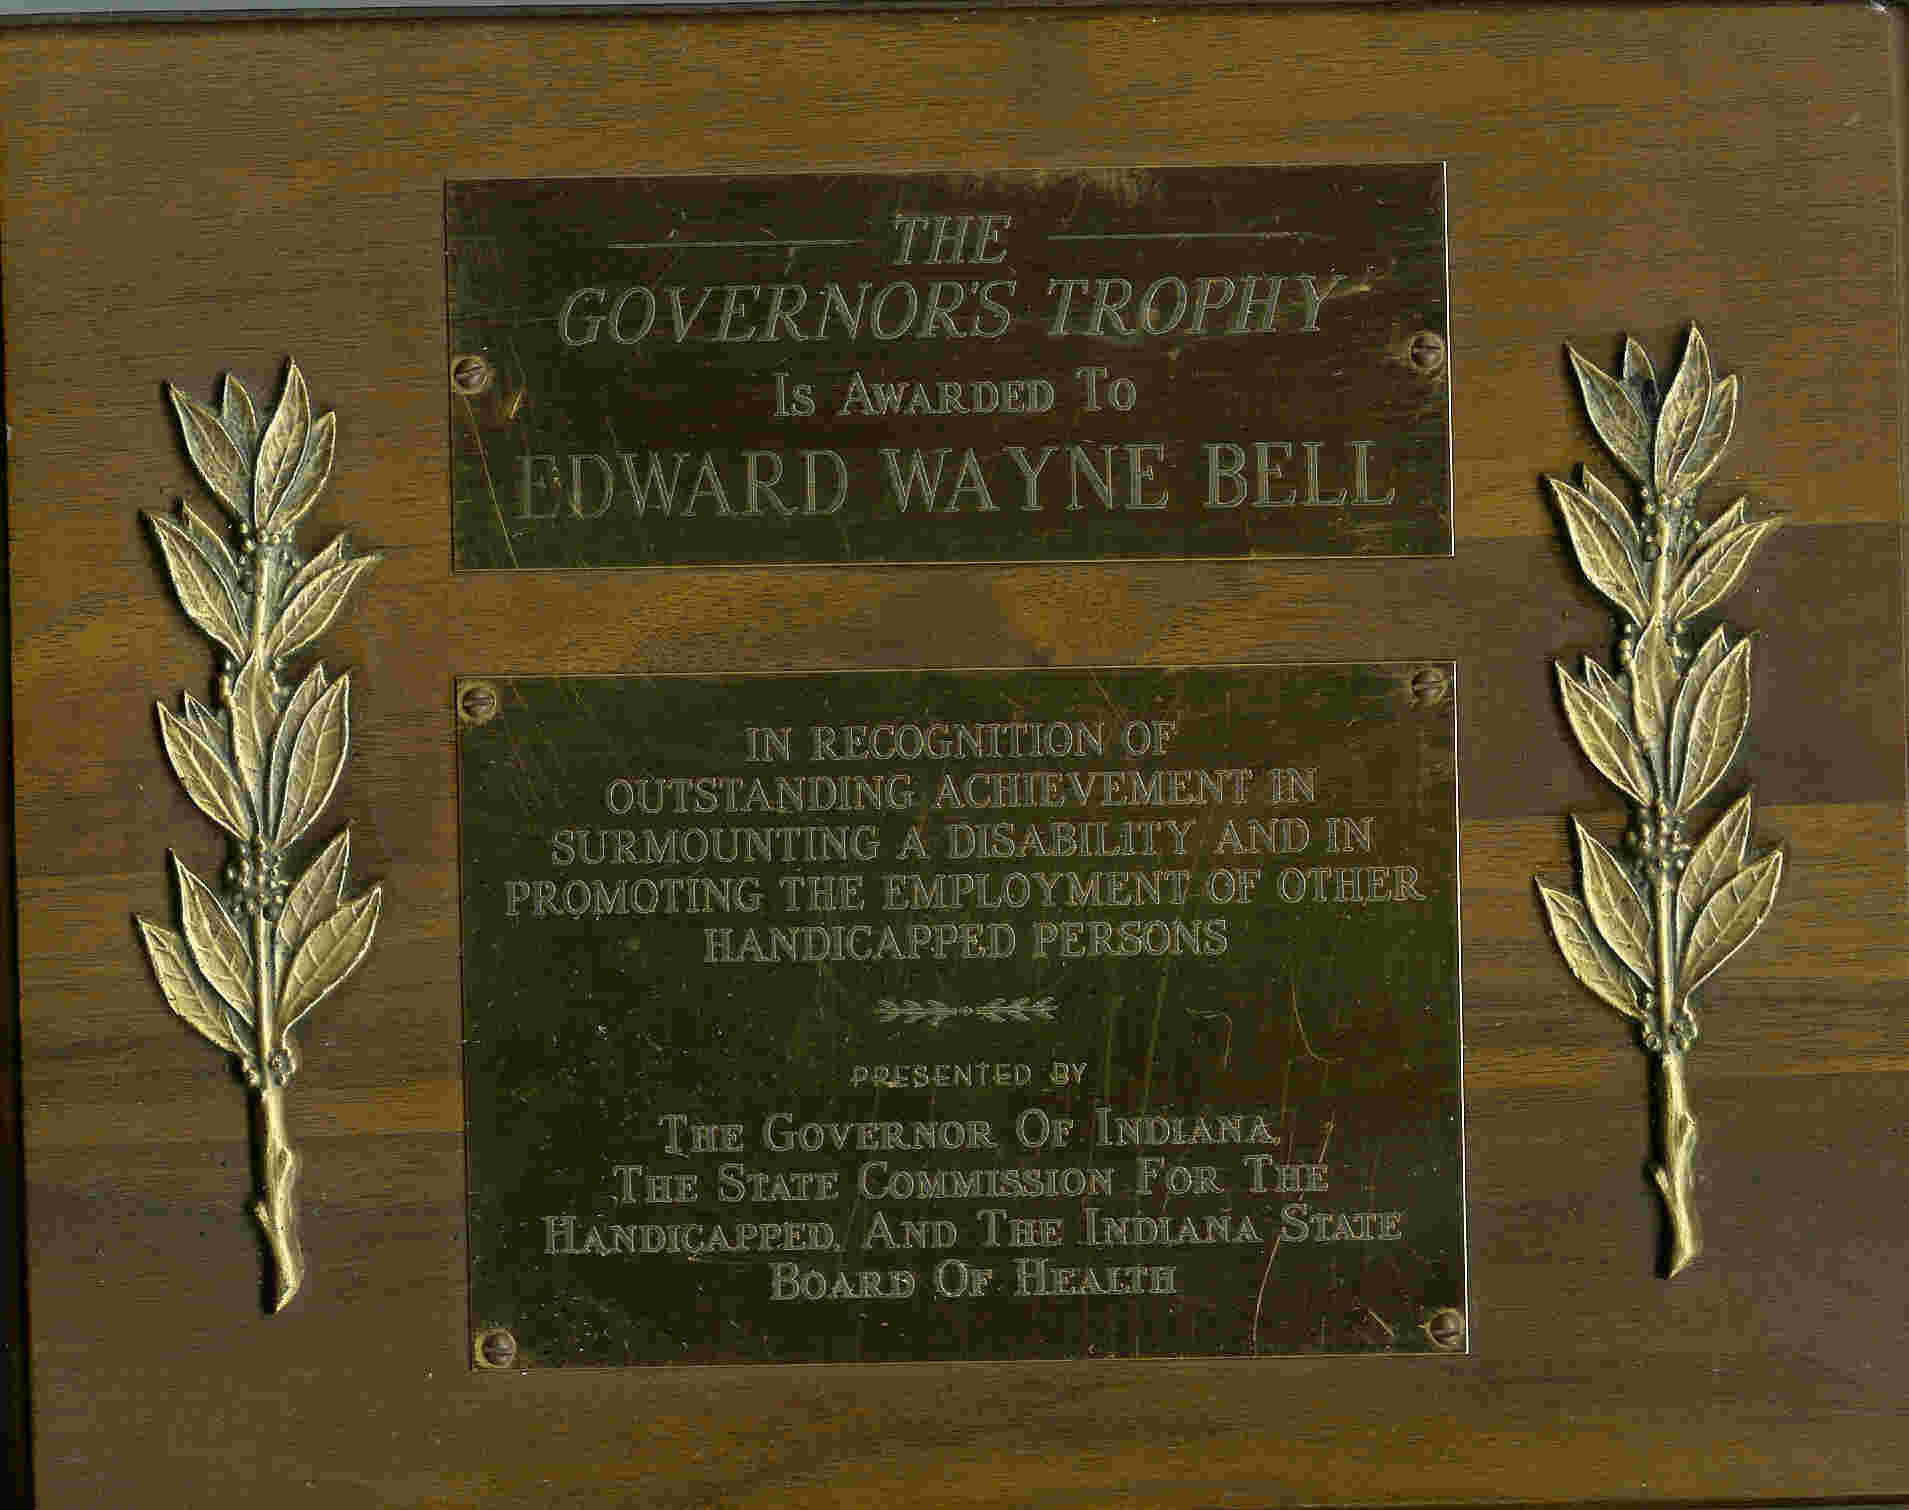 THE
GOVERNOR'S TROPHY
IS AWARDED TO
EDWARD WAYNE BELL
IN RECOGNITION OF
OUTSTANDING ACHIEVEMENT IN
SURMOUNTING A DISABILITY AND IN
PROMOTING THE EMPLOYMENT OF OTHER
HANDICAPPED PERSONS
PRESENTED BY
THE GOVERNOR OF INDIANA,
THE STATE COMMISSION FOR THE
HANDICAPPED, AND THE INDIANA STATE
BOARD OF HEALTH